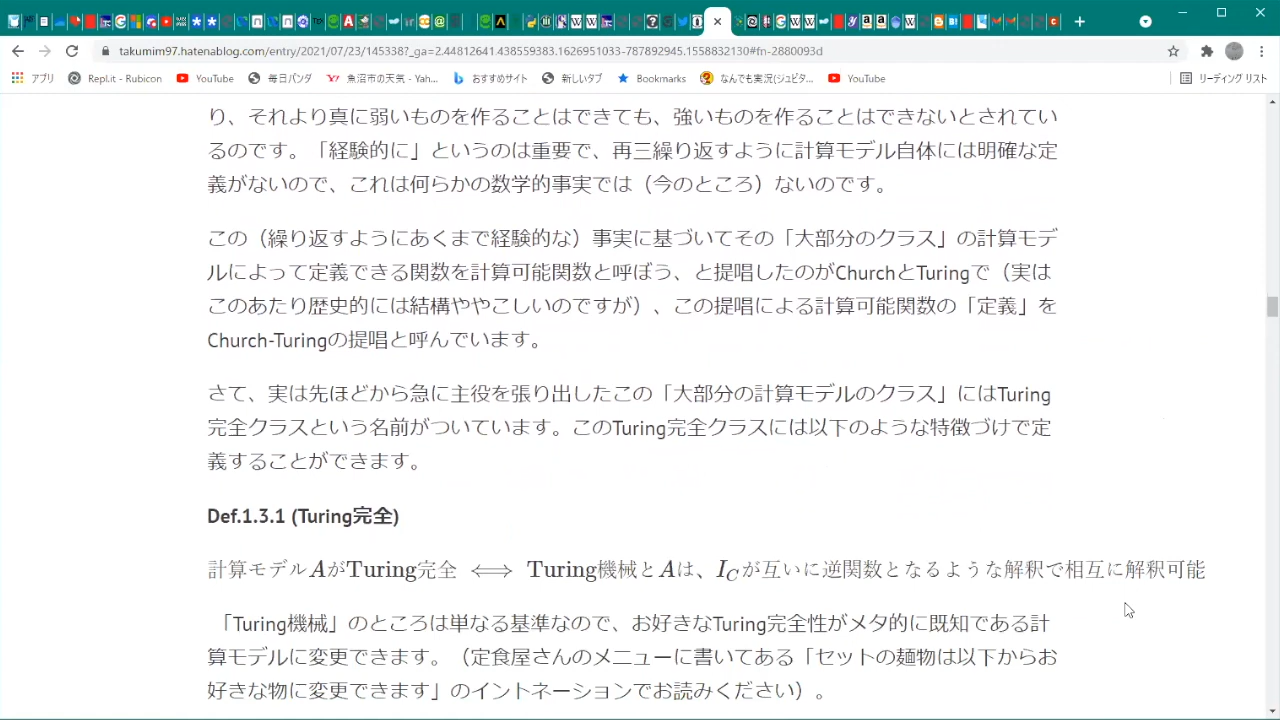 takumim97.hatenablog.com/entry/2021/07/23/145338?_ga=2.44812641.438559383.1626951033-787892945.1558832130#fn-2880093d
アプリ Repl.it - Rubicon YouTube 毎日パンダ 魚沼市の天気 - Yah... おすすめサイト 新しいタブ Bookmarks なんでも実況(ジュピタ... YouTube リーディング リスト
り、それより真に弱いものを作ることはできても、強いものを作ることはできないとされてい
るのです。「経験的に」というのは重要で、再三繰り返すように計算モデル自体には明確な定
義がないので、これは何らかの数学的事実では（今のところ）ないのです。
この（繰り返すようにあくまで経験的な）事実に基づいてその「大部分のクラス」の計算モデ
ルによって定義できる関数を計算可能関数と呼ぼう、と提唱したのがChurchとTuringで（実は
このあたり歴史的には結構ややこしいのですが）、この提唱による計算可能関数の「定義」を
Church-Turingの提唱と呼んでいます。
さて、実は先ほどから急に主役を張り出したこの「大部分の計算モデルのクラス」にはTuring
完全クラスという名前がついています。このTuring完全クラスには以下のような特徴づけで定
義することができます。
Def.1.3.1 (Turing完全)
計算モデルAがTuring完全 ⟺ Turing機械とAは、I_Cが互いに逆関数となるような解釈で相互に解釈可能
「Turing機械」のところは単なる基準なので、お好きなTuring完全性がメタ的に既知である計
算モデルに変更できます。（定食屋さんのメニューに書いてある「セットの麺物は以下からお
好きな物に変更できます」のイントネーションでお読みください）。